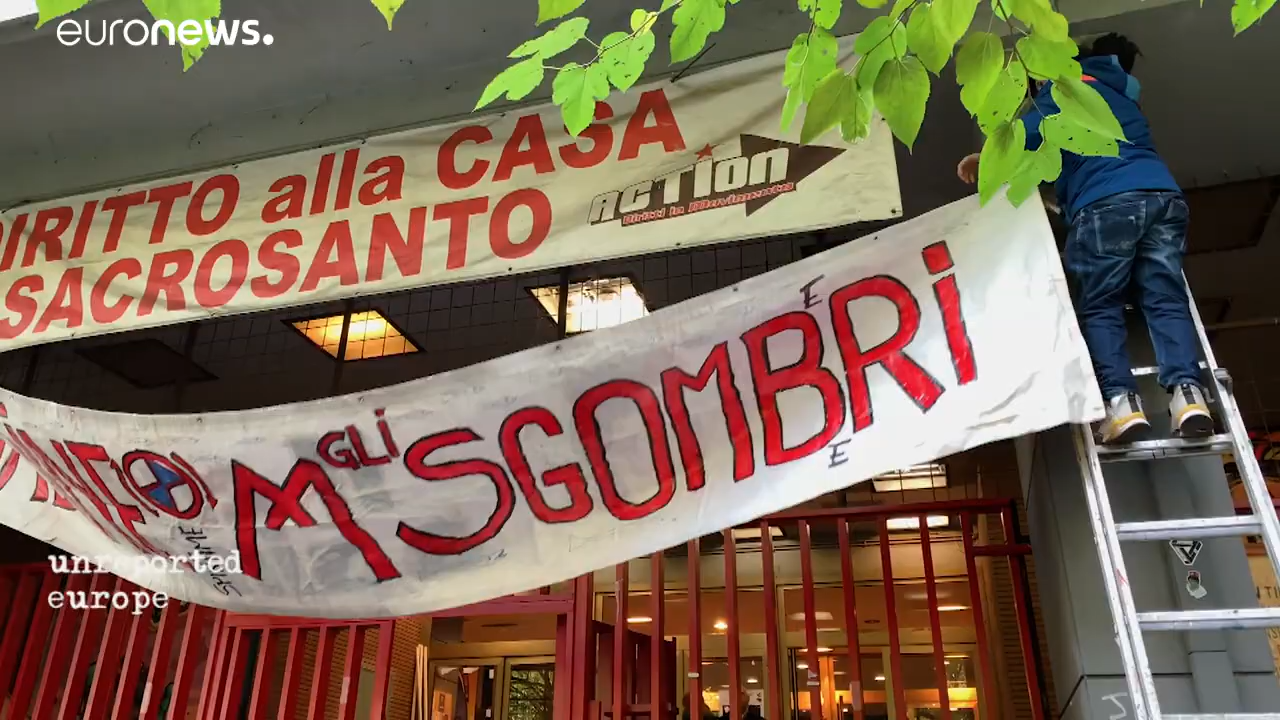 euronews.
DIRITTO alla CASA
SACROSANTO
ACTION
Diritti in Movimento
M GLI SGOMBRI
E
E
unreported
europe